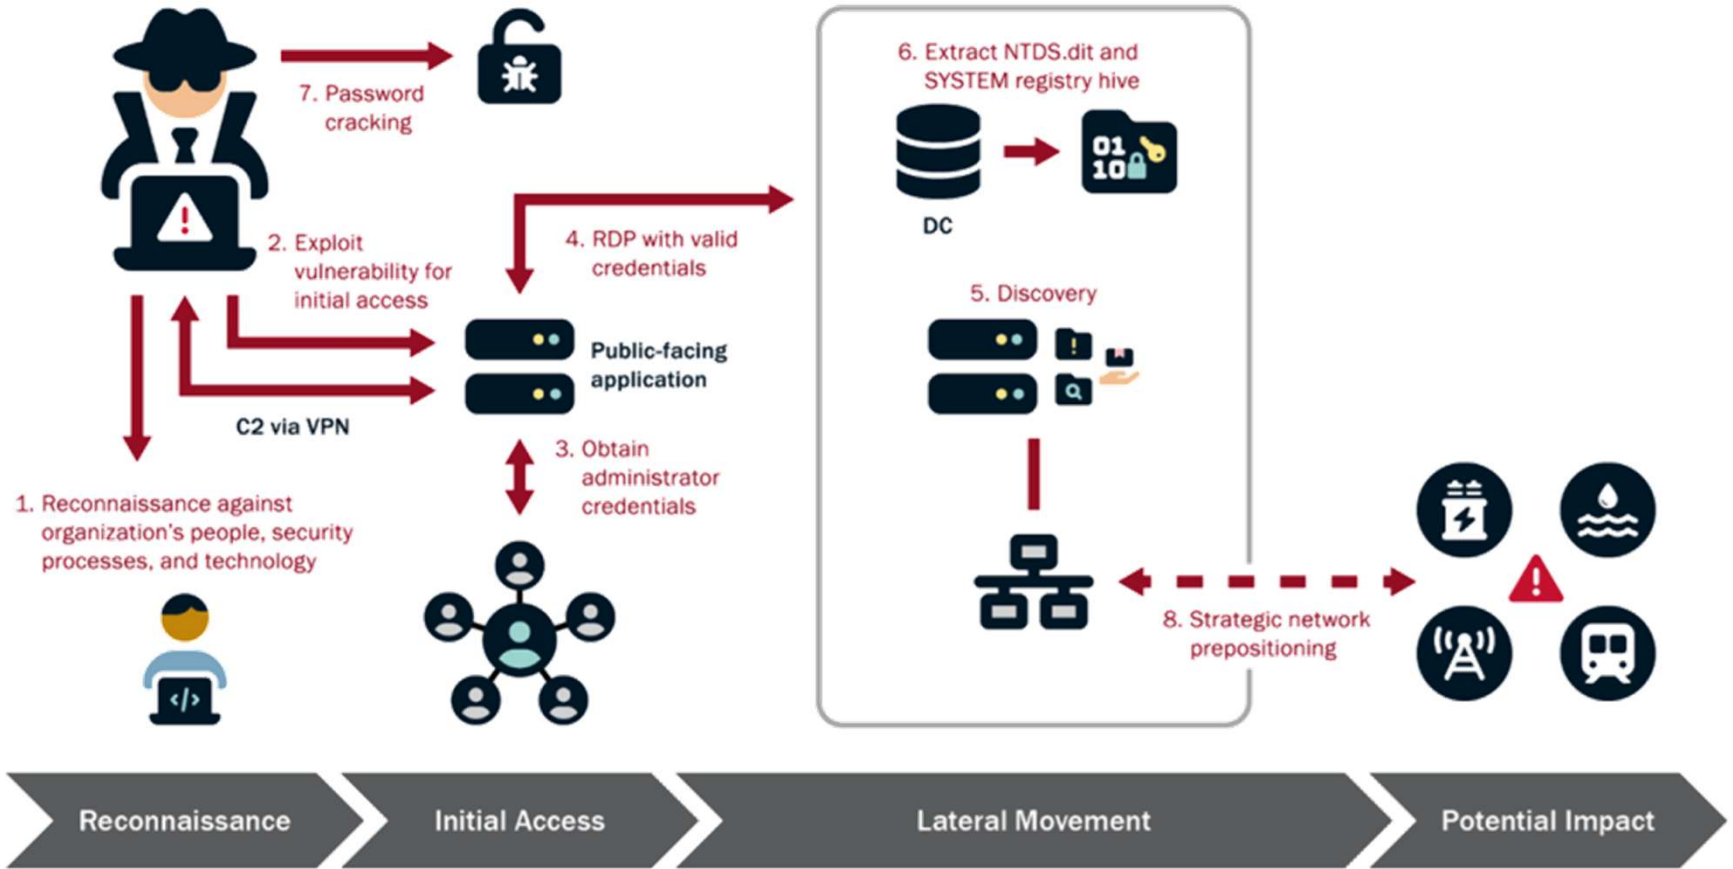 7. Password
cracking
2. Exploit
vulnerability for
initial access
C2 via VPN
1. Reconnaissance against
organization's people, security
processes, and technology
</>
4. RDP with valid
credentials
Public-facing
application
3. Obtain
administrator
credentials
6. Extract NTDS.dit and
SYSTEM registry hive
01
10
DC
5. Discovery
8. Strategic network
prepositioning
Reconnaissance
Initial Access
Lateral Movement
Potential Impact